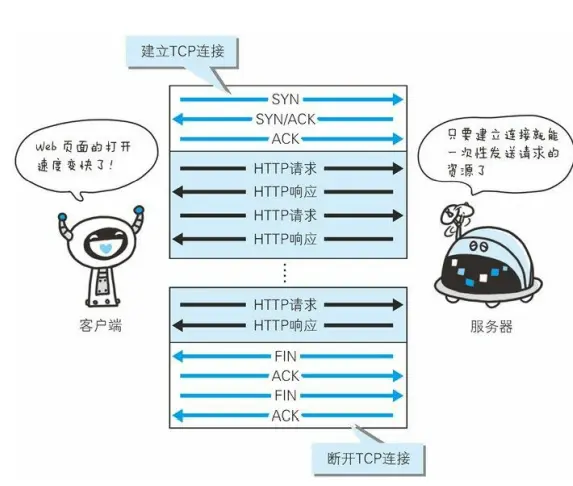 建立TCP连接
SYN
SYN/ACK
ACK
Web 页面的打开
速度变快了！
只要建立连接就能
一次性发送请求的
资源了
HTTP请求
HTTP响应
HTTP请求
HTTP响应
HTTP请求
HTTP响应
客户端
服务器
FIN
ACK
FIN
ACK
断开TCP连接